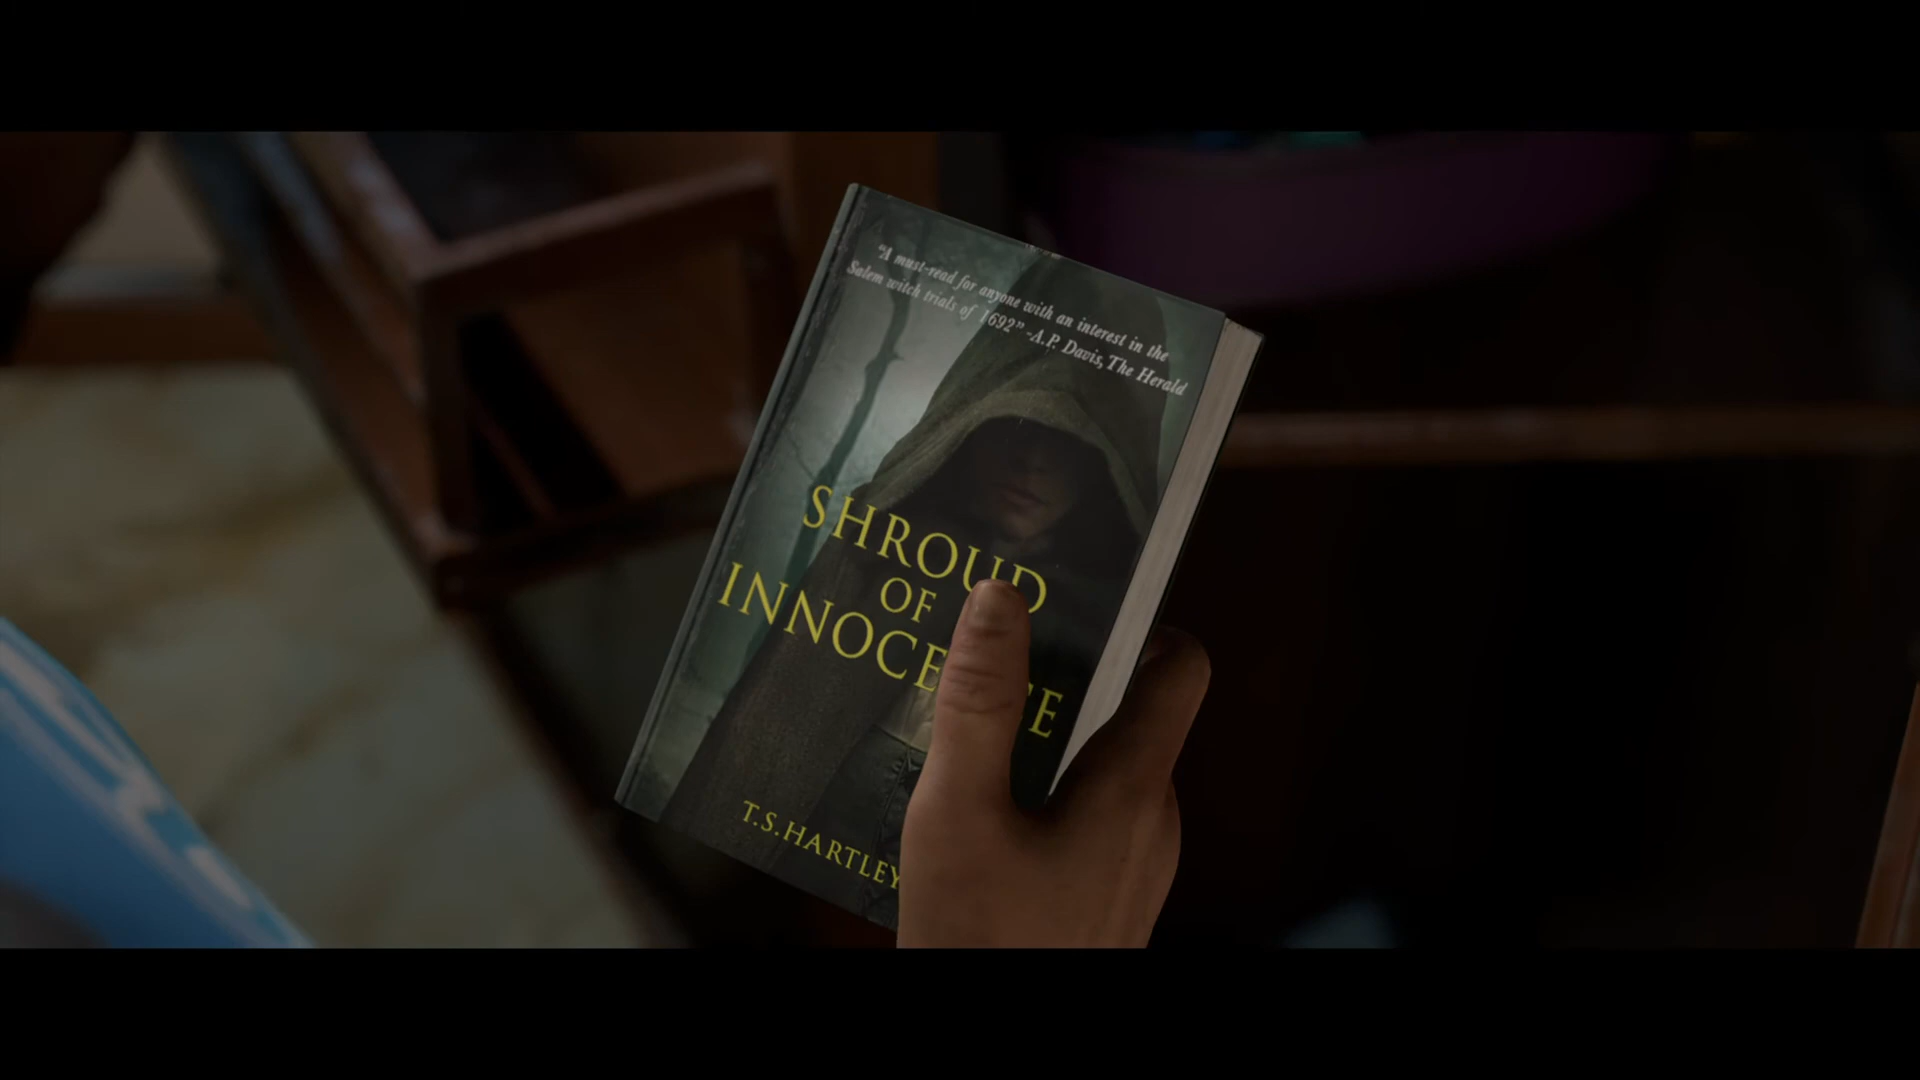 “A must-read for anyone with an interest in the
Salem witch trials of 1692” -A.P. Davis, The Herald
SHROUD
OF
INNOCE CE
T.S. HARTLEY